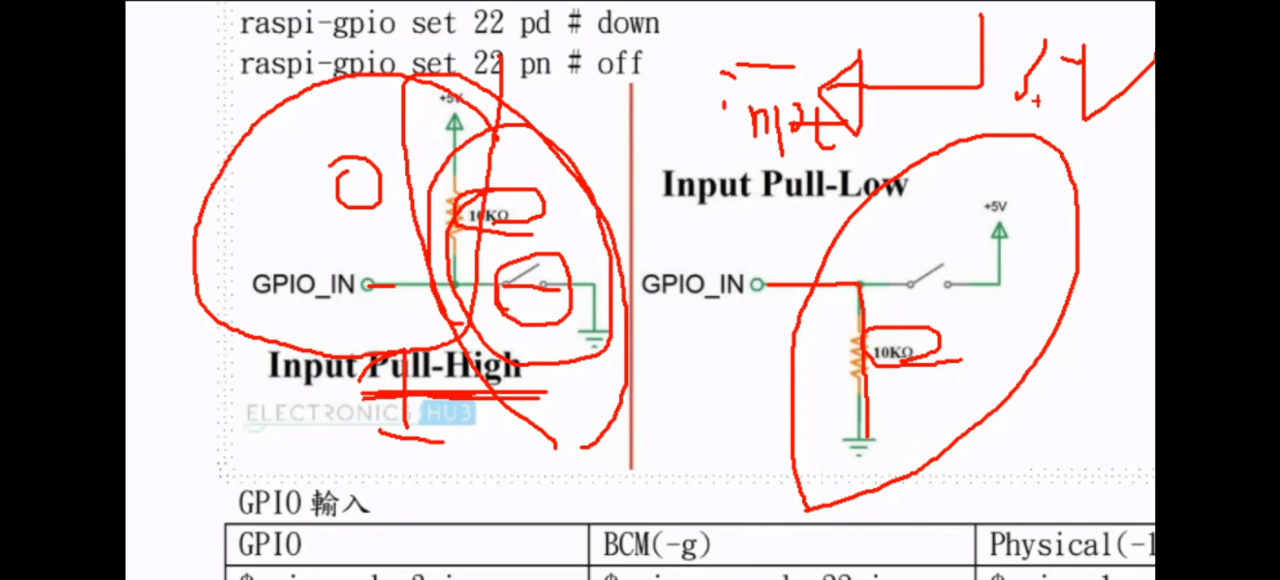 raspi-gpio set 22 pd # down
raspi-gpio set 22 pn # off
+5V
10KΩ
GPIO_IN
Input Pull-High
ELECTRONICS HUB
input
Input Pull-Low
+5V
GPIO_IN
10KΩ
GPIO 輸入
GPIO BCM(-g) Physical(-1